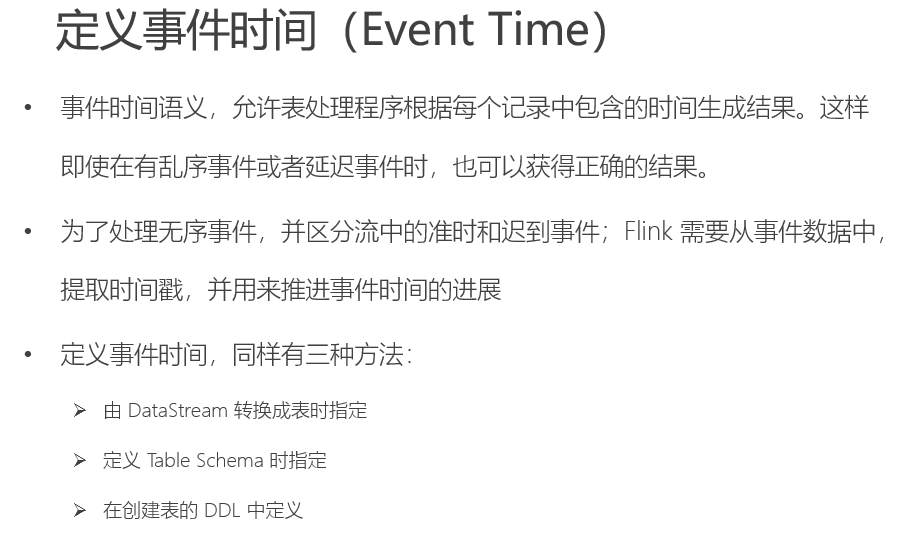 定义事件时间（Event Time）
• 事件时间语义，允许表处理程序根据每个记录中包含的时间生成结果。这样
即使在有乱序事件或者延迟事件时，也可以获得正确的结果。
• 为了处理无序事件，并区分流中的准时和迟到事件；Flink 需要从事件数据中，
提取时间戳，并用来推进事件时间的进展
• 定义事件时间，同样有三种方法：
➢ 由 DataStream 转换成表时指定
➢ 定义 Table Schema 时指定
➢ 在创建表的 DDL 中定义